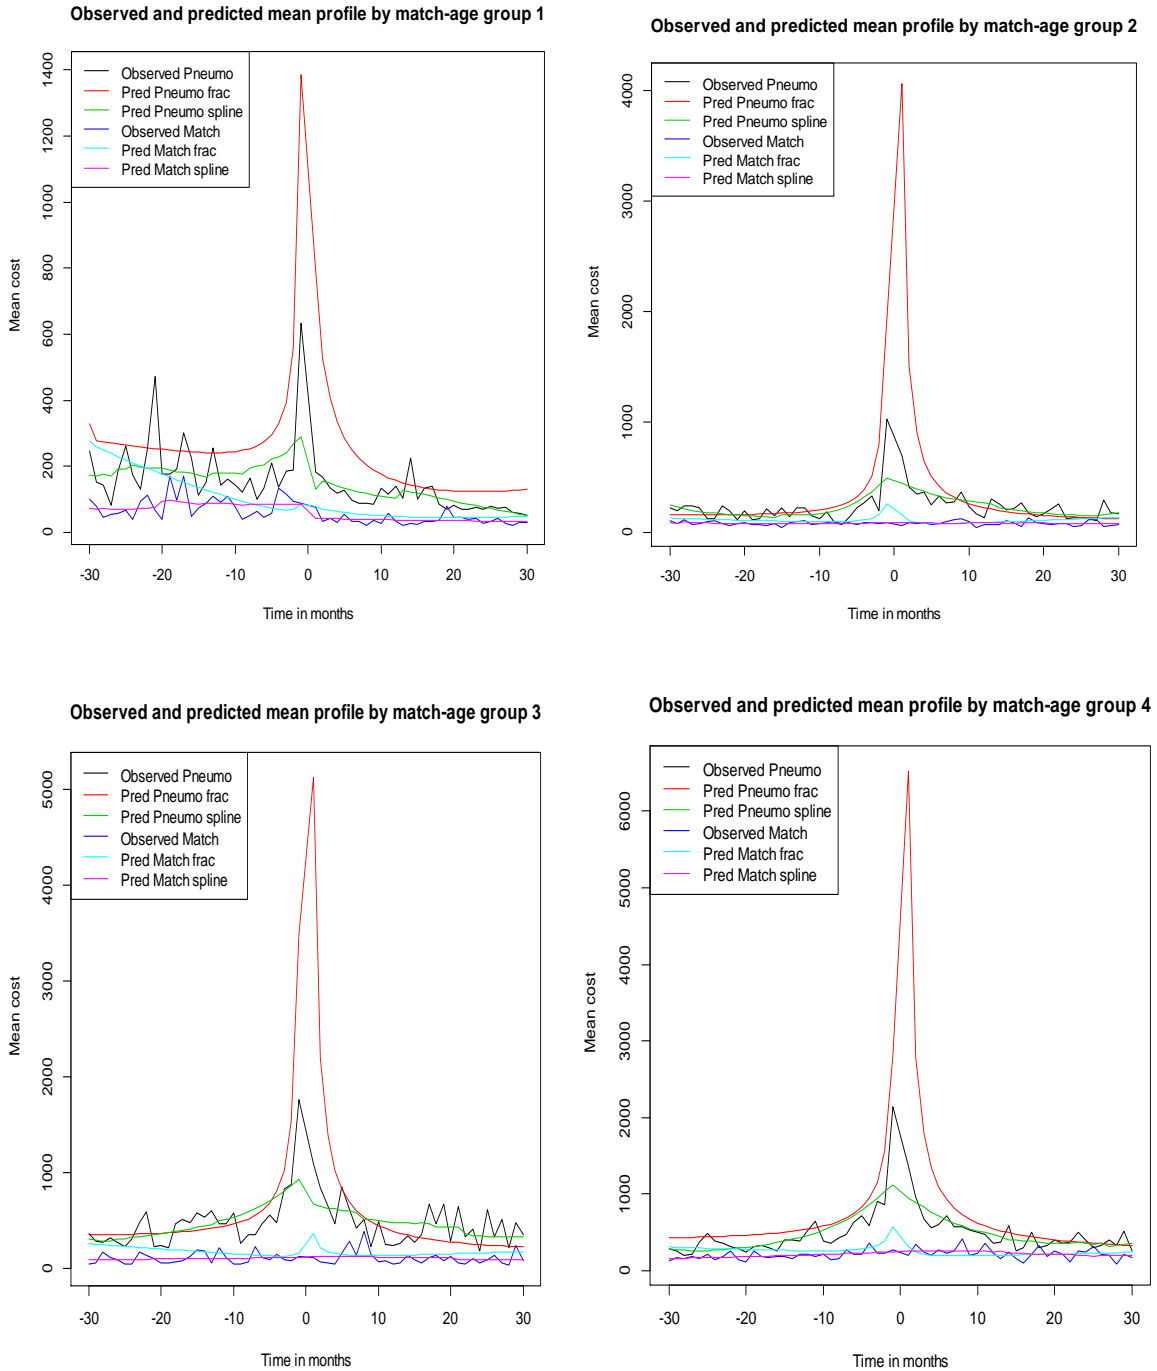 Observed and predicted mean profile by match-age group 1
Observed Pneumo
Pred Pneumo frac
Pred Pneumo spline
Observed Match
Pred Match frac
Pred Match spline
Mean cost
0
200
400
600
800
1000
1200
1400
-30
-20
-10
0
10
20
30
Time in months
Observed and predicted mean profile by match-age group 2
Observed Pneumo
Pred Pneumo frac
Pred Pneumo spline
Observed Match
Pred Match frac
Pred Match spline
Mean cost
0
1000
2000
3000
4000
-30
-20
-10
0
10
20
30
Time in months
Observed and predicted mean profile by match-age group 3
Observed Pneumo
Pred Pneumo frac
Pred Pneumo spline
Observed Match
Pred Match frac
Pred Match spline
Mean cost
0
1000
2000
3000
4000
5000
-30
-20
-10
0
10
20
30
Time in months
Observed and predicted mean profile by match-age group 4
Observed Pneumo
Pred Pneumo frac
Pred Pneumo spline
Observed Match
Pred Match frac
Pred Match spline
Mean cost
0
1000
2000
3000
4000
5000
6000
-30
-20
-10
0
10
20
30
Time in months